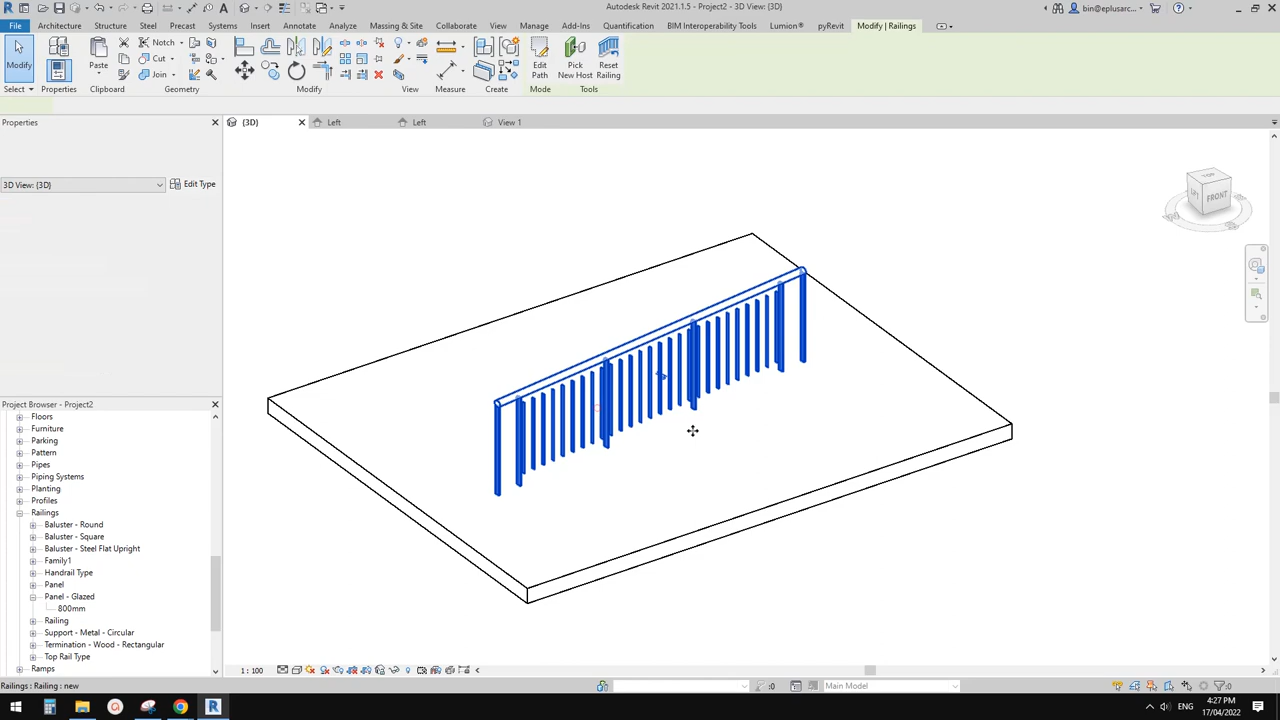 Autodesk Revit 2021.1.5 - Project2 - 3D View: {3D}
bin@eplusarc...
File Architecture Structure Steel Precast Systems Insert Annotate Analyze Massing & Site Collaborate View Manage Add-Ins Quantification BIM Interoperability Tools Lumion® pyRevit Modify | Railings
Modify Paste Notch Cut Join Edit Path Pick New Host Reset Railing
Select Properties Clipboard Geometry Modify View Measure Create Mode Tools
Properties
{3D} Left Left View 1
3D View: {3D} Edit Type
TOP
LEFT FRONT
Project Browser - Project2
Floors
Furniture
Parking
Pattern
Pipes
Piping Systems
Planting
Profiles
Railings
Baluster - Round
Baluster - Square
Baluster - Steel Flat Upright
Family1
Handrail Type
Panel
Panel - Glazed
800mm
Railing
Support - Metal - Circular
Termination - Wood - Rectangular
Top Rail Type
Ramps
1 : 100
Railings : Railing : new
:0 Main Model :0
ENG
4:27 PM
17/04/2022